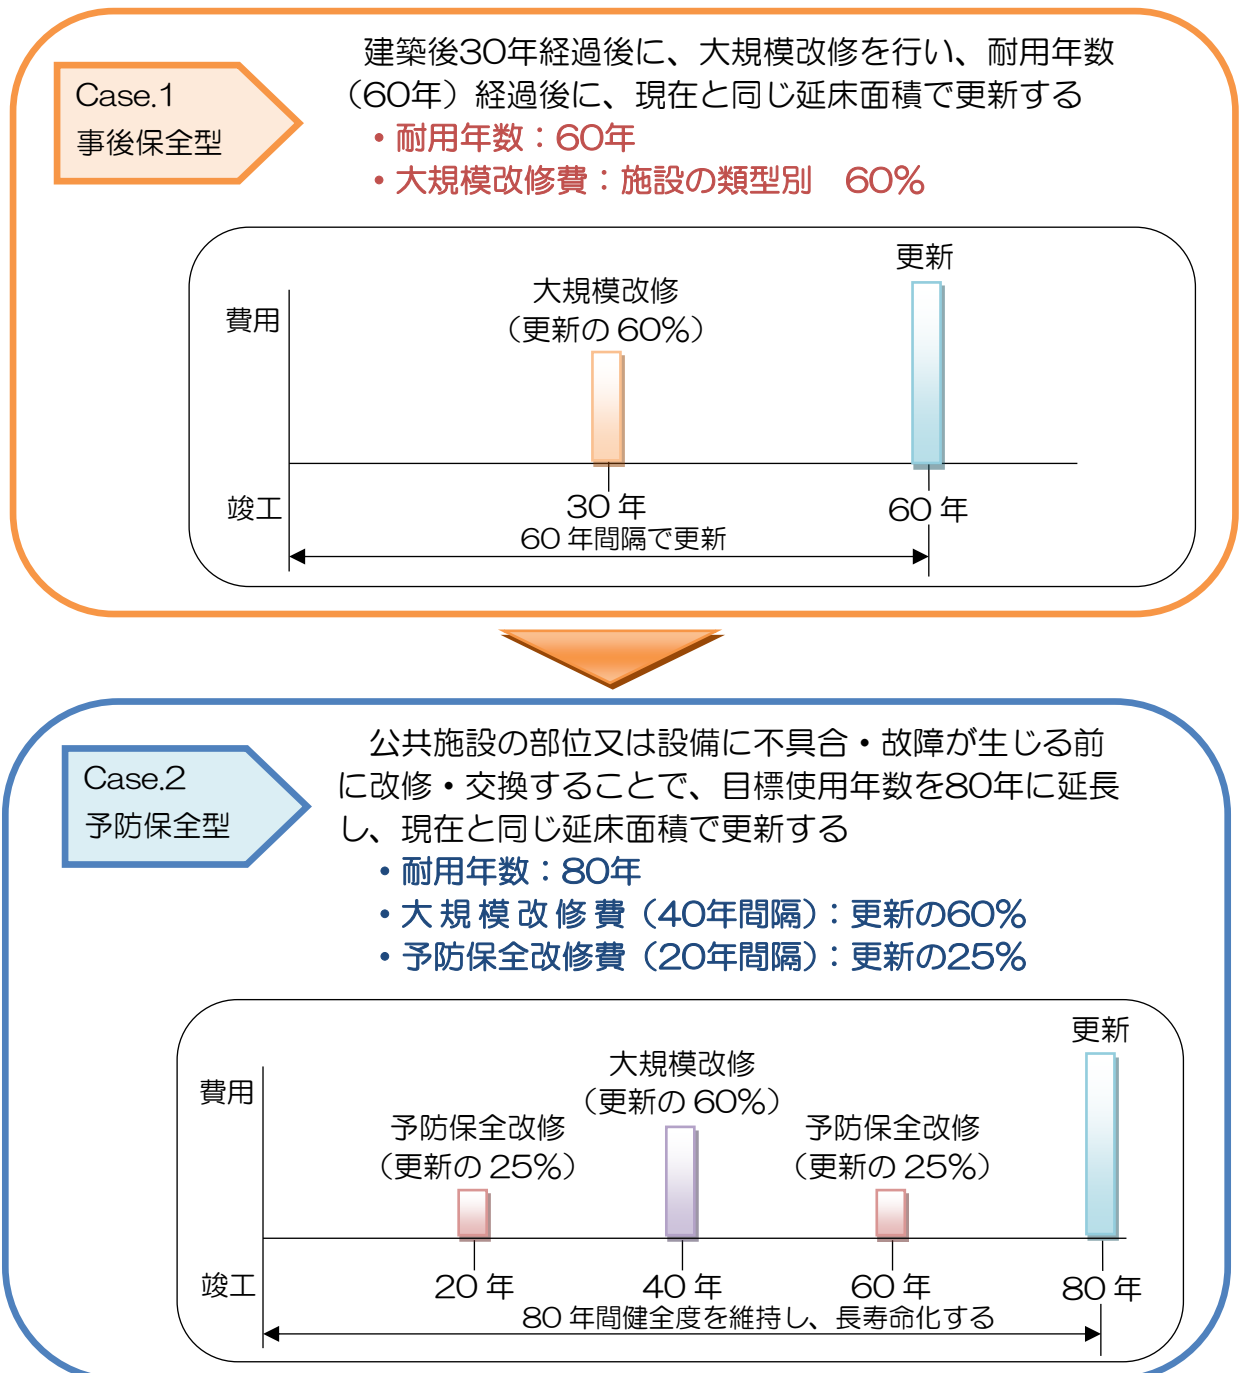 Case.1
事後保全型
建築後30年経過後に、大規模改修を行い、耐用年数
（60年）経過後に、現在と同じ延床面積で更新する
・耐用年数：60年
・大規模改修費：施設の類型別　60%
更新
大規模改修
（更新の 60%）
費用
竣工
30 年
60 年
60 年間隔で更新
Case.2
予防保全型
公共施設の部位又は設備に不具合・故障が生じる前
に改修・交換することで、目標使用年数を80年に延長
し、現在と同じ延床面積で更新する
・耐用年数：80年
・大規模改修費（40年間隔）：更新の60%
・予防保全改修費（20年間隔）：更新の25%
更新
大規模改修
（更新の 60%）
費用
予防保全改修
（更新の 25%）
予防保全改修
（更新の 25%）
竣工
20 年
40 年
60 年
80 年
80 年間健全度を維持し、長寿命化する